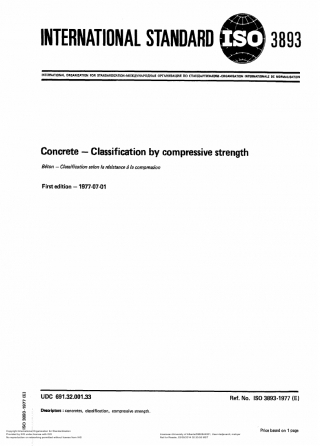 INTERNATIONAL STANDARD ISO 3893
INTERNATIONAL ORGANIZATION FOR STANDARDIZATION•МЕЖДУНАРОДНАЯ ОРГАНИЗАЦИЯ ПО СТАНДАРТИЗАЦИИ•ORGANISATION INTERNATIONALE DE NORMALISATION
Concrete — Classification by compressive strength
Béton — Classification selon la résistance à la compression
First edition — 1977-07-01
ISO 3893-1977 (E)
UDC 691.32.001.33
Ref. No. ISO 3893-1977 (E)
Descriptors : concretes, classification, compressive strength.
Price based on 1 page